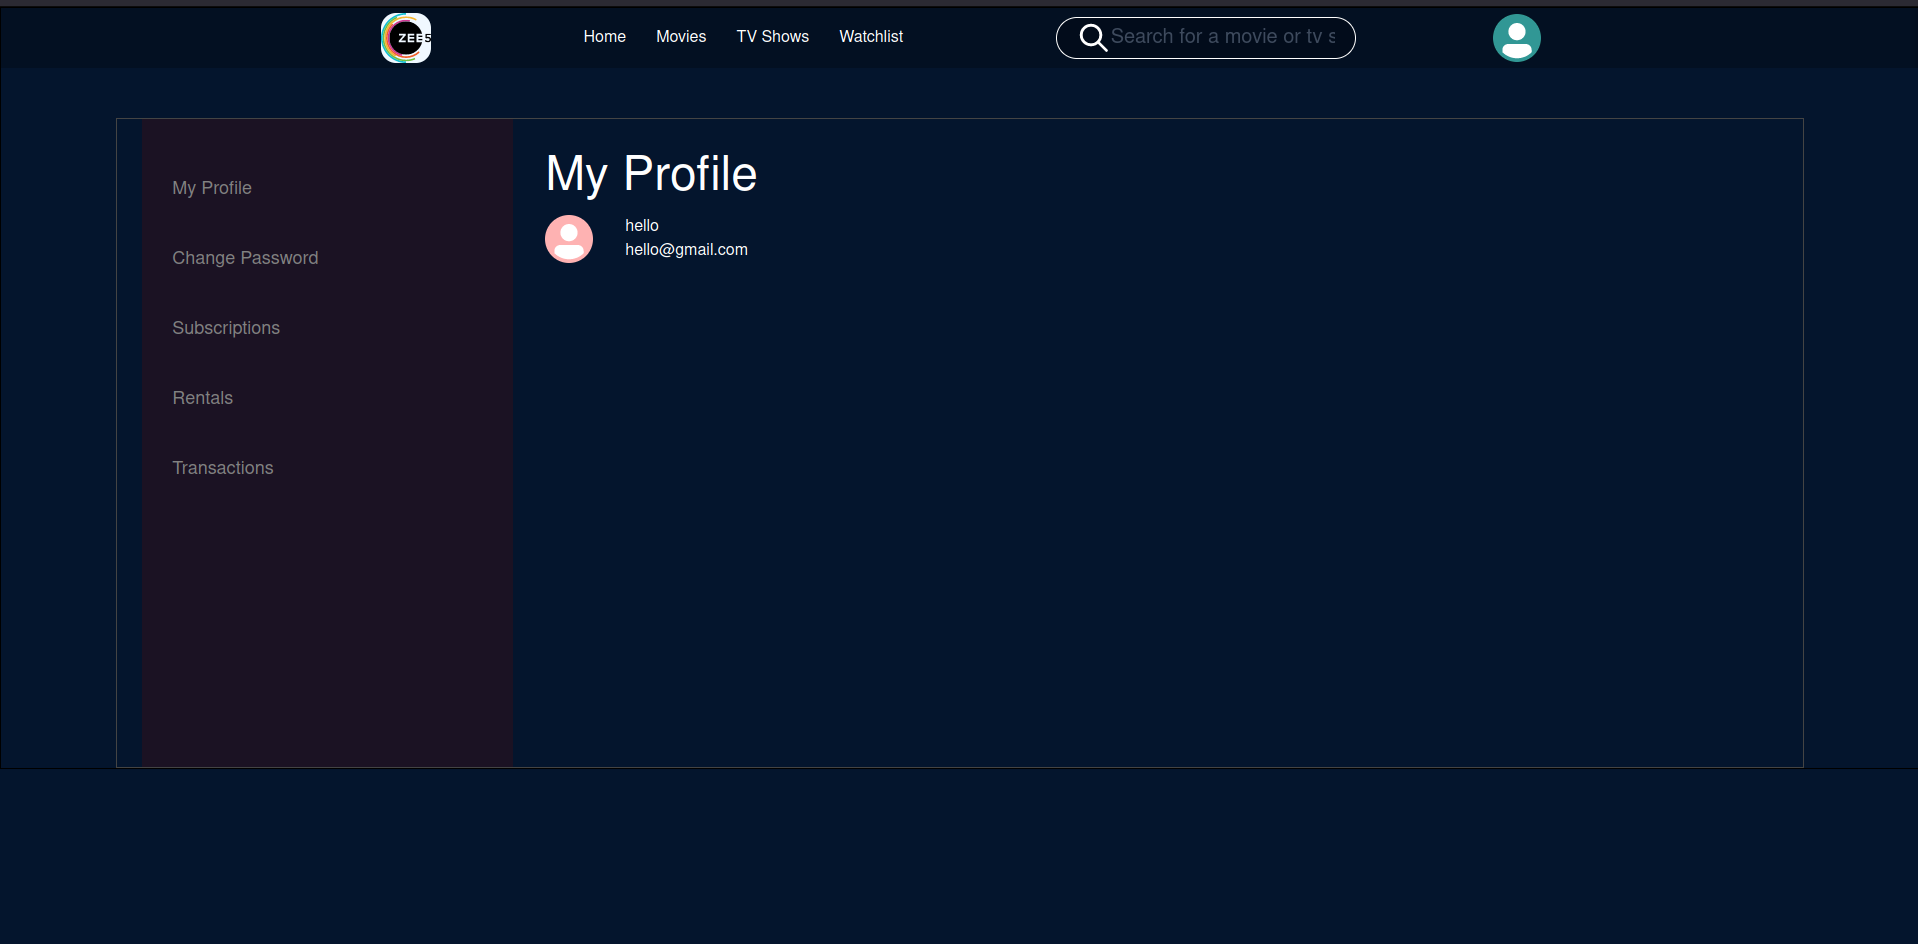 ZEE5
Home Movies TV Shows Watchlist
Search for a movie or tv s
My Profile
Change Password
Subscriptions
Rentals
Transactions
My Profile
hello
hello@gmail.com